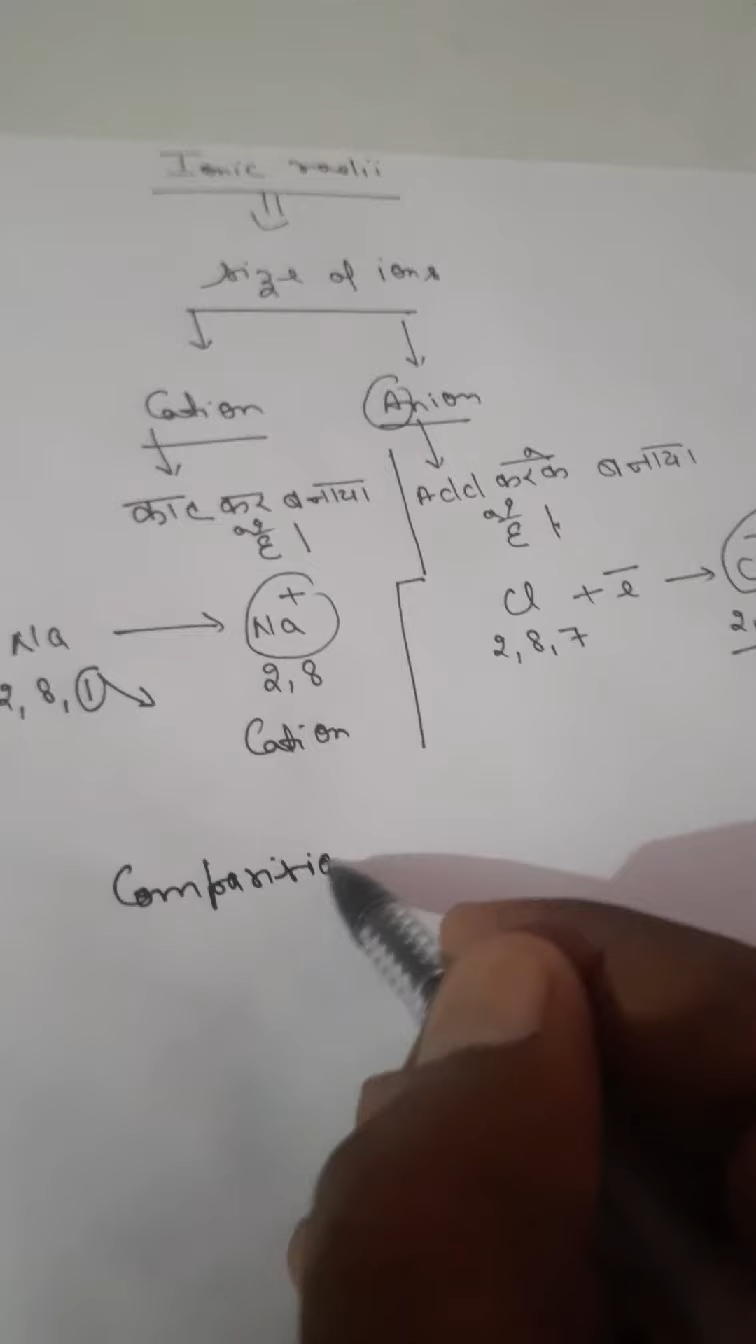 Ionic radii
Size of ions
Cation
Anion
काट कर बनाया है।
Add करके बनाया है।
Na → Na⁺
2, 8, 1
2, 8
Cation
Cl + e⁻ →
2, 8, 7
2,
Comparitio